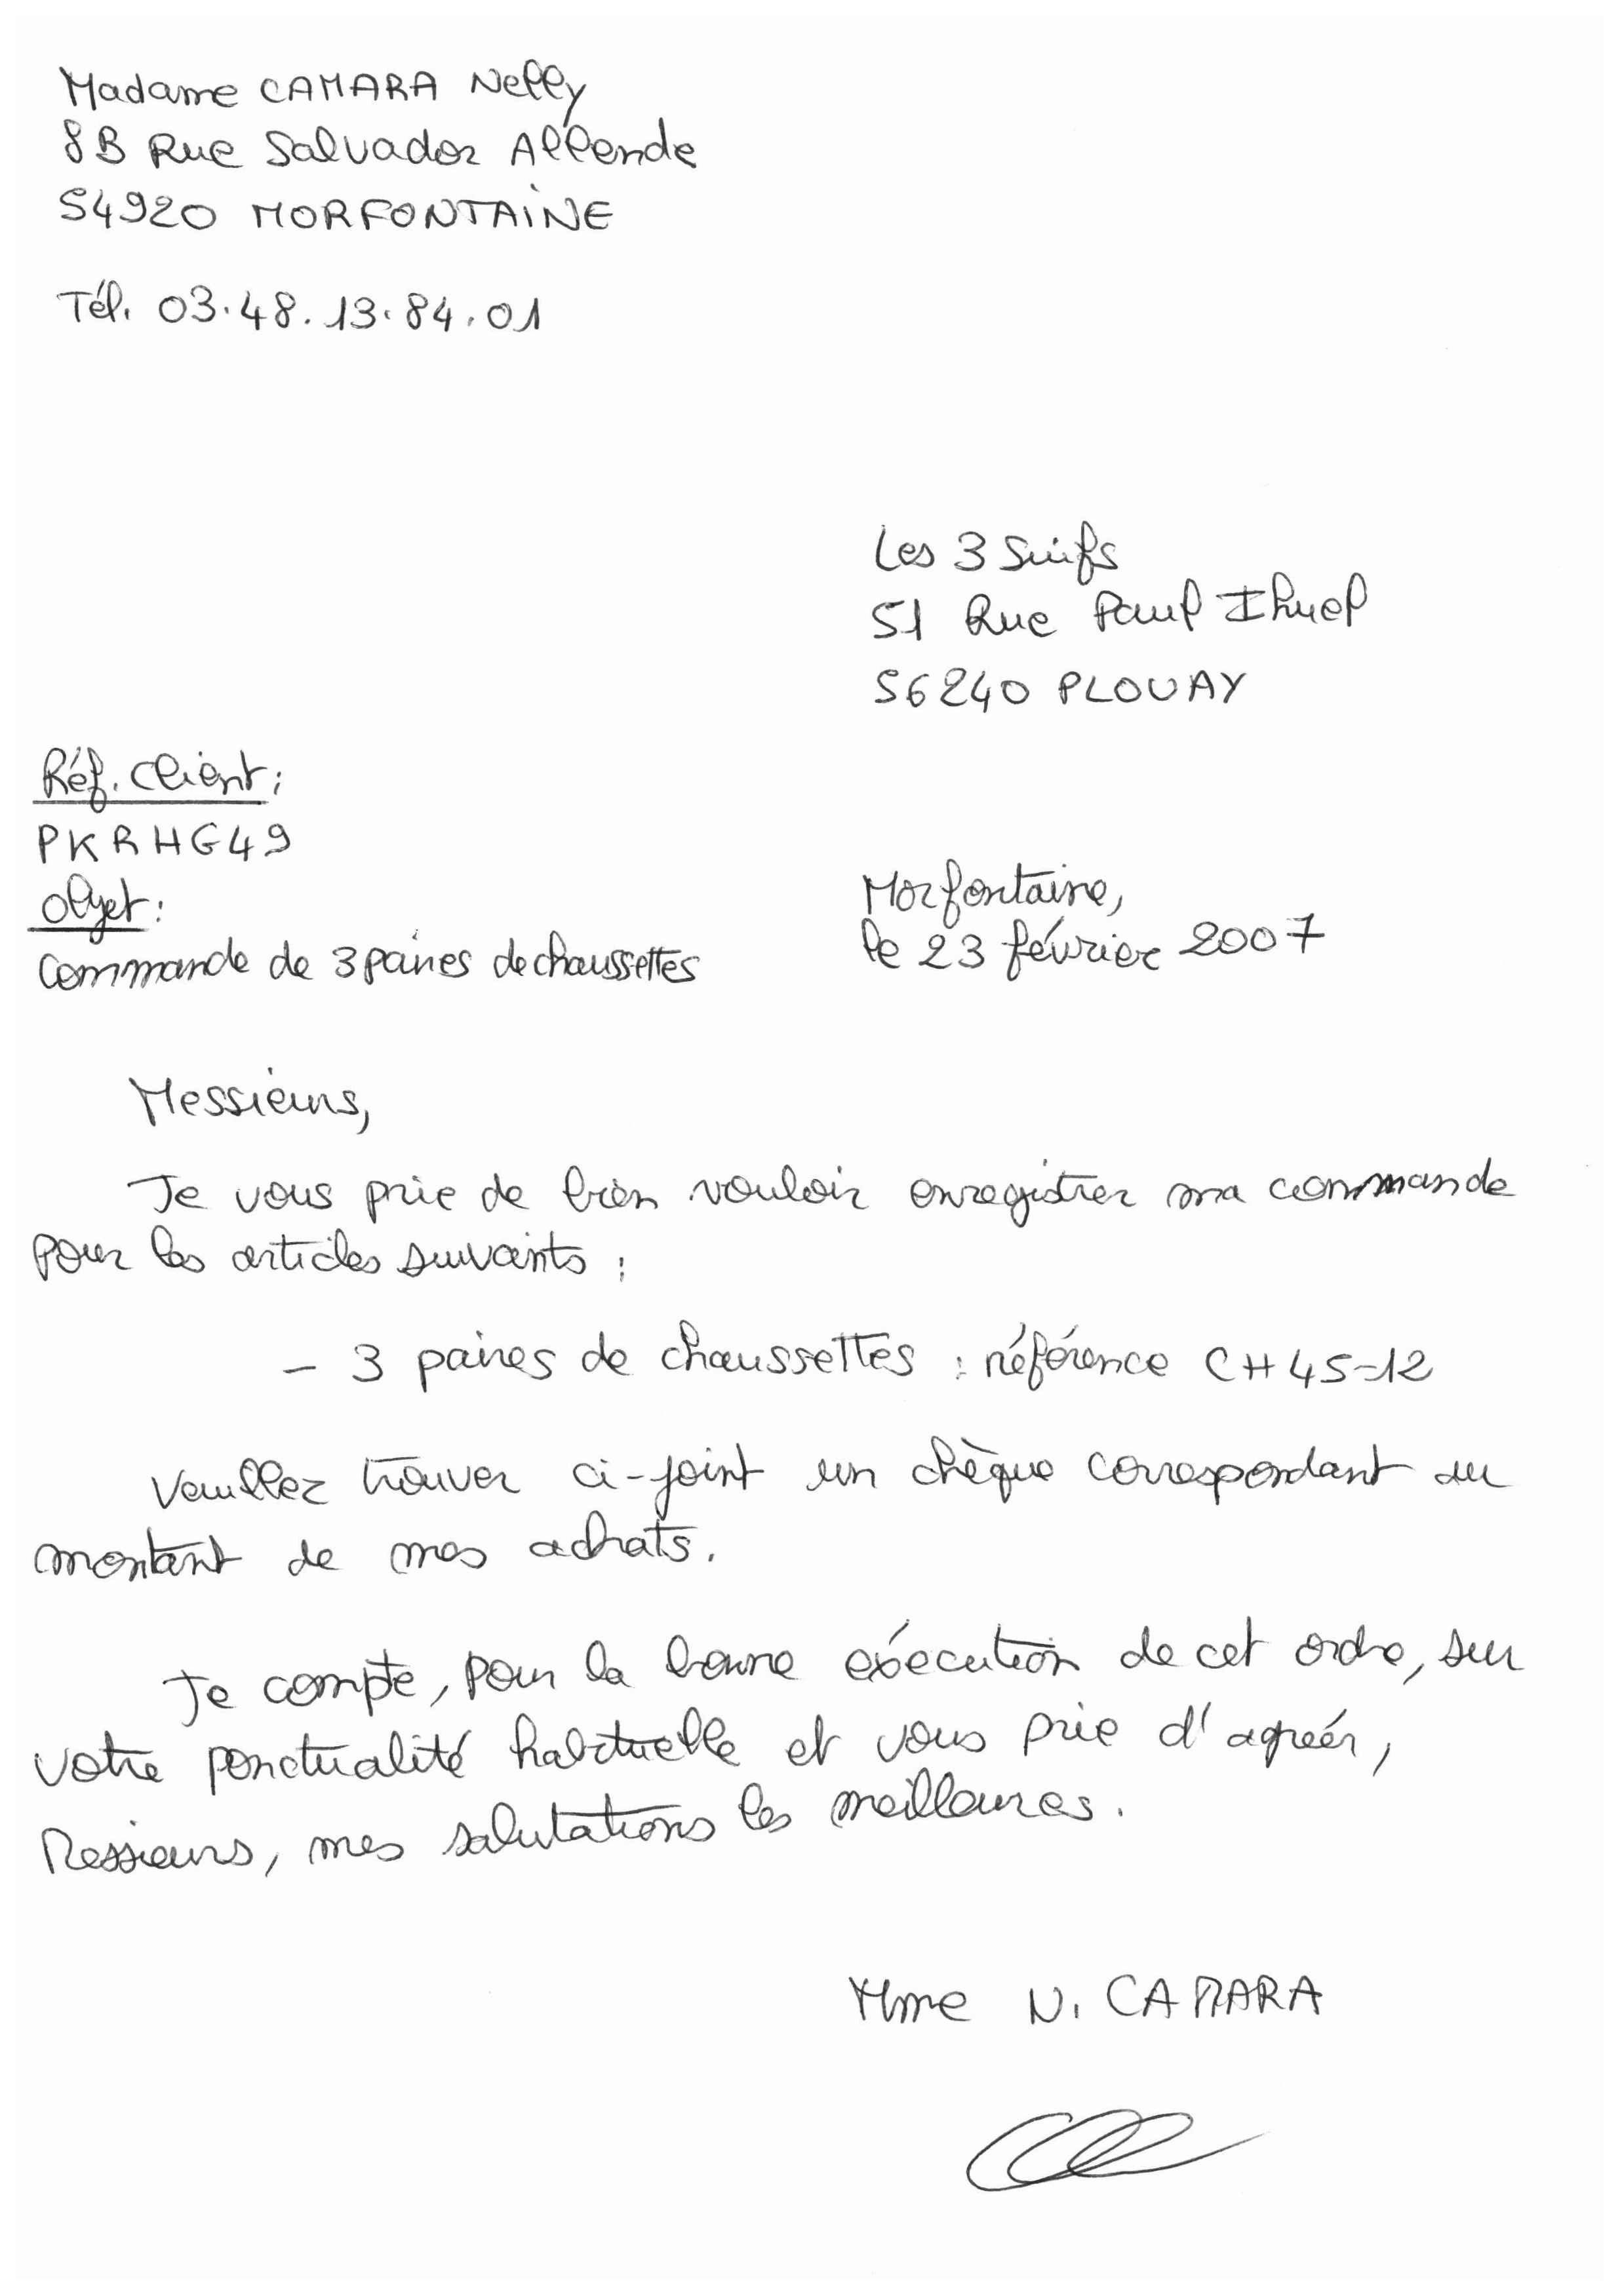 Madame CAMARA Nelly
8B Rue Salvador Allende
54920 MORFONTAINE
Tél. 03.48.13.84.01
Les 3 Suifs
51 Rue Paul Ihuel
56240 PLOUAY
Réf. Client :
PKRHG49
Objet :
Commande de 3 paires de chaussettes
Morfontaine,
le 23 février 2007
Messieurs,
Je vous prie de bien vouloir enregistrer ma commande
pour les articles suivants :
- 3 paires de chaussettes : référence CH45-12
Veuillez trouver ci-joint un chèque correspondant au
montant de mes achats.
Je compte, pour la bonne exécution de cet ordre, sur
votre ponctualité habituelle et vous prie d'agréér,
Messieurs, mes salutations les meilleures.
Mme N. CAMARA